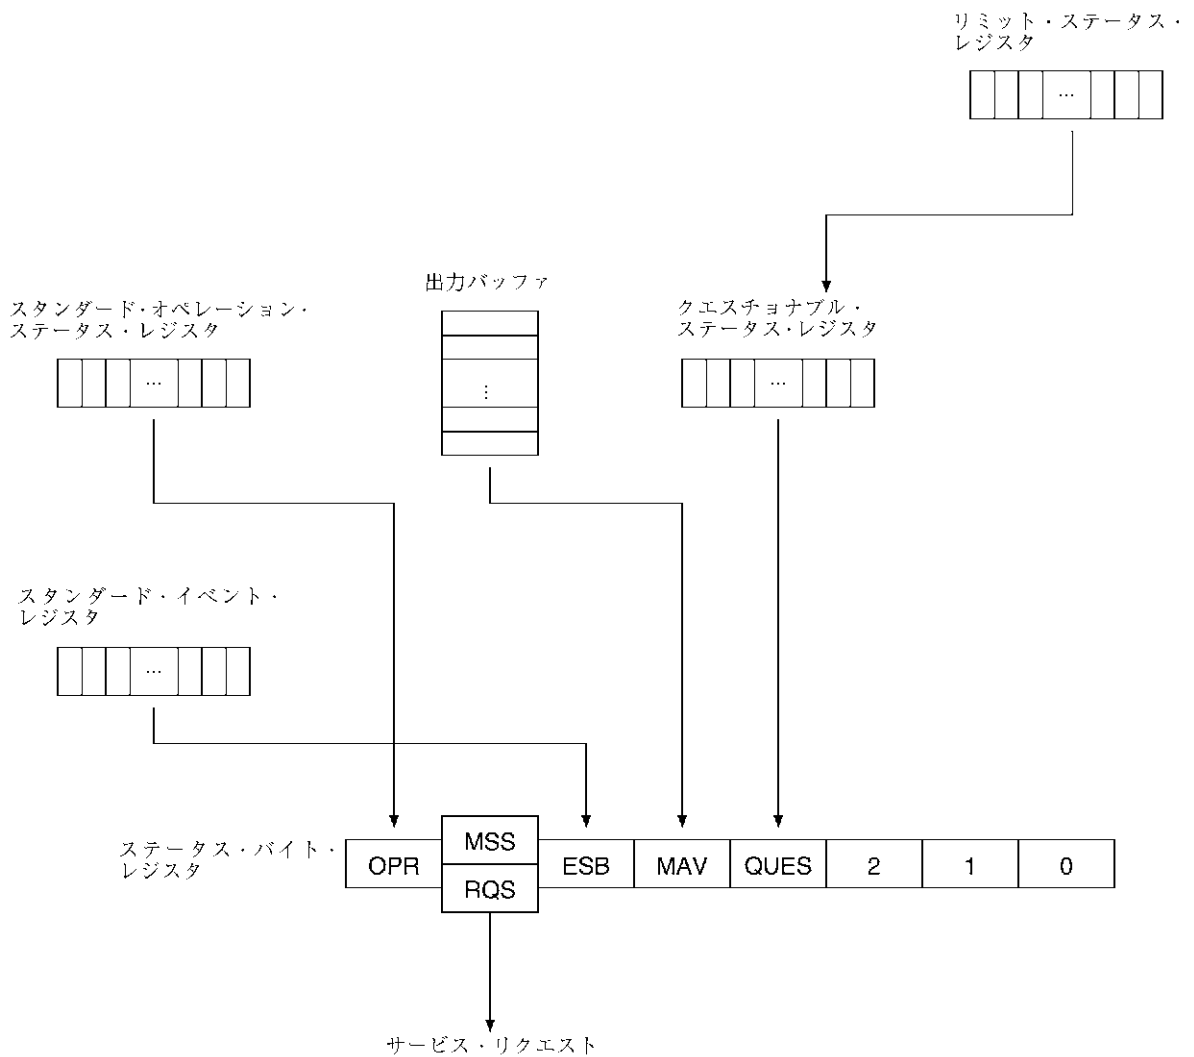 リミット・ステータス・
レジスタ
...
出力バッファ
...
スタンダード・オペレーション・
ステータス・レジスタ
...
クエスチョナブル・
ステータス・レジスタ
...
スタンダード・イベント・
レジスタ
...
ステータス・バイト・
レジスタ
OPR
MSS
RQS
ESB
MAV
QUES
2
1
0
サービス・リクエスト